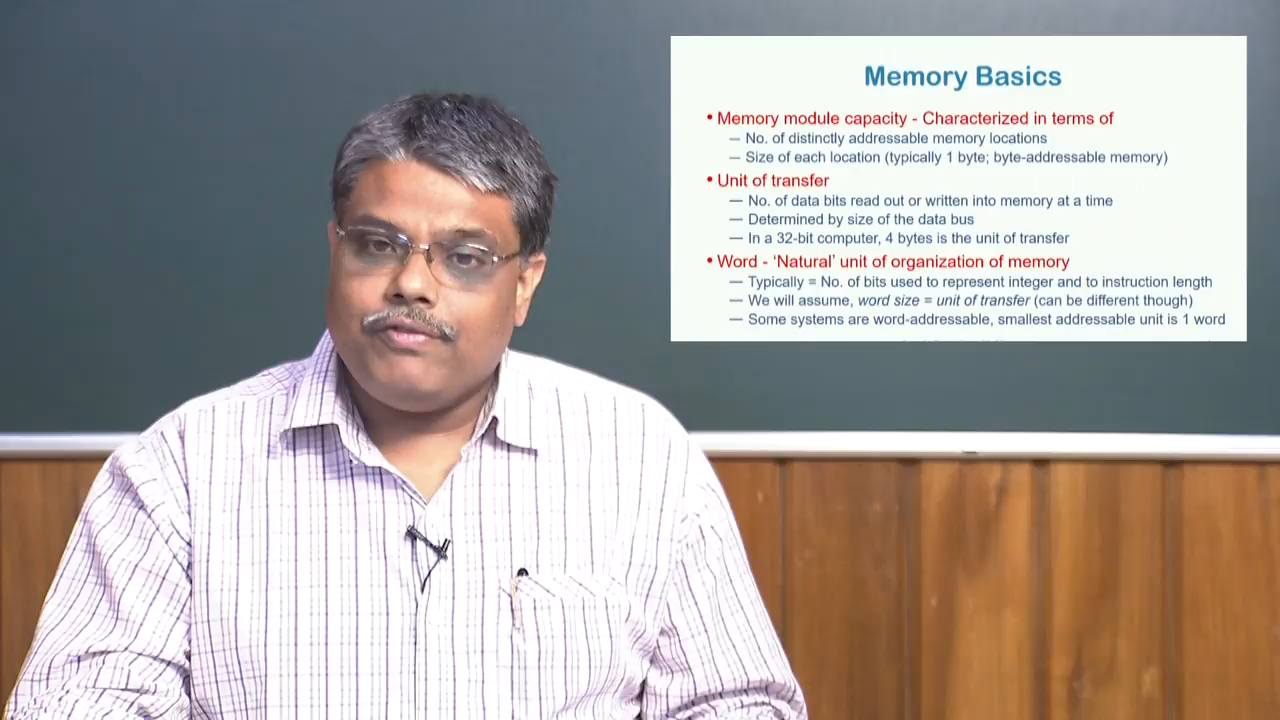 Memory Basics
• Memory module capacity - Characterized in terms of
— No. of distinctly addressable memory locations
— Size of each location (typically 1 byte; byte-addressable memory)
• Unit of transfer
— No. of data bits read out or written into memory at a time
— Determined by size of the data bus
— In a 32-bit computer, 4 bytes is the unit of transfer
• Word - ‘Natural’ unit of organization of memory
— Typically = No. of bits used to represent integer and to instruction length
— We will assume, word size = unit of transfer (can be different though)
— Some systems are word-addressable, smallest addressable unit is 1 word